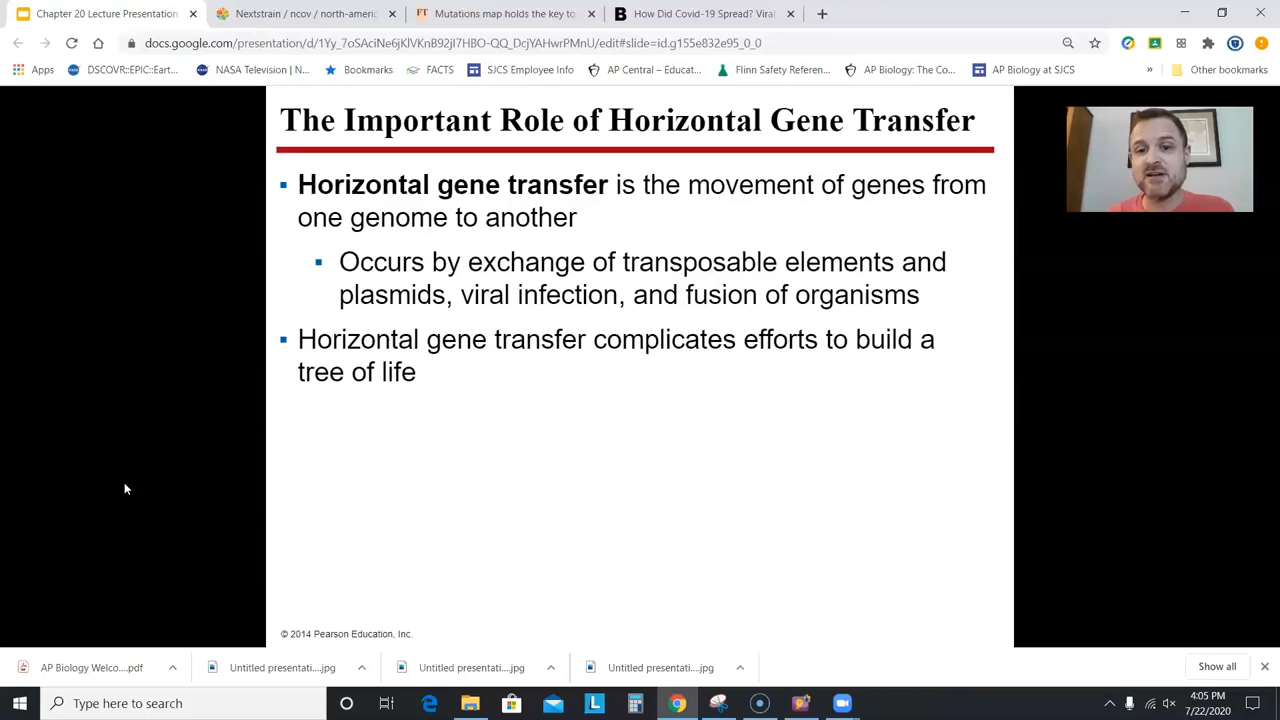 Chapter 20 Lecture Presentation
Nextstrain / ncov / north-americ
FT Mutations map holds the key to
B How Did Covid-19 Spread? Viral
docs.google.com/presentation/d/1Yy_7oSAciNe6jKlVKnB92iI7HBO-QQ_DcjYAHwrPMnU/edit#slide=id.g155e832e95_0_0
Apps DSCOVR::EPIC::Eart... NASA Television | N... Bookmarks FACTS SJCS Employee Info AP Central – Educat... Flinn Safety Referen... AP Biology: The Co... AP Biology at SJCS » Other bookmarks
The Important Role of Horizontal Gene Transfer
Horizontal gene transfer is the movement of genes from
one genome to another
Occurs by exchange of transposable elements and
plasmids, viral infection, and fusion of organisms
Horizontal gene transfer complicates efforts to build a
tree of life
© 2014 Pearson Education, Inc.
AP Biology Welco....pdf Untitled presentati....jpg Untitled presentati....jpg Untitled presentati....jpg Show all
Type here to search
L
4:05 PM
7/22/2020